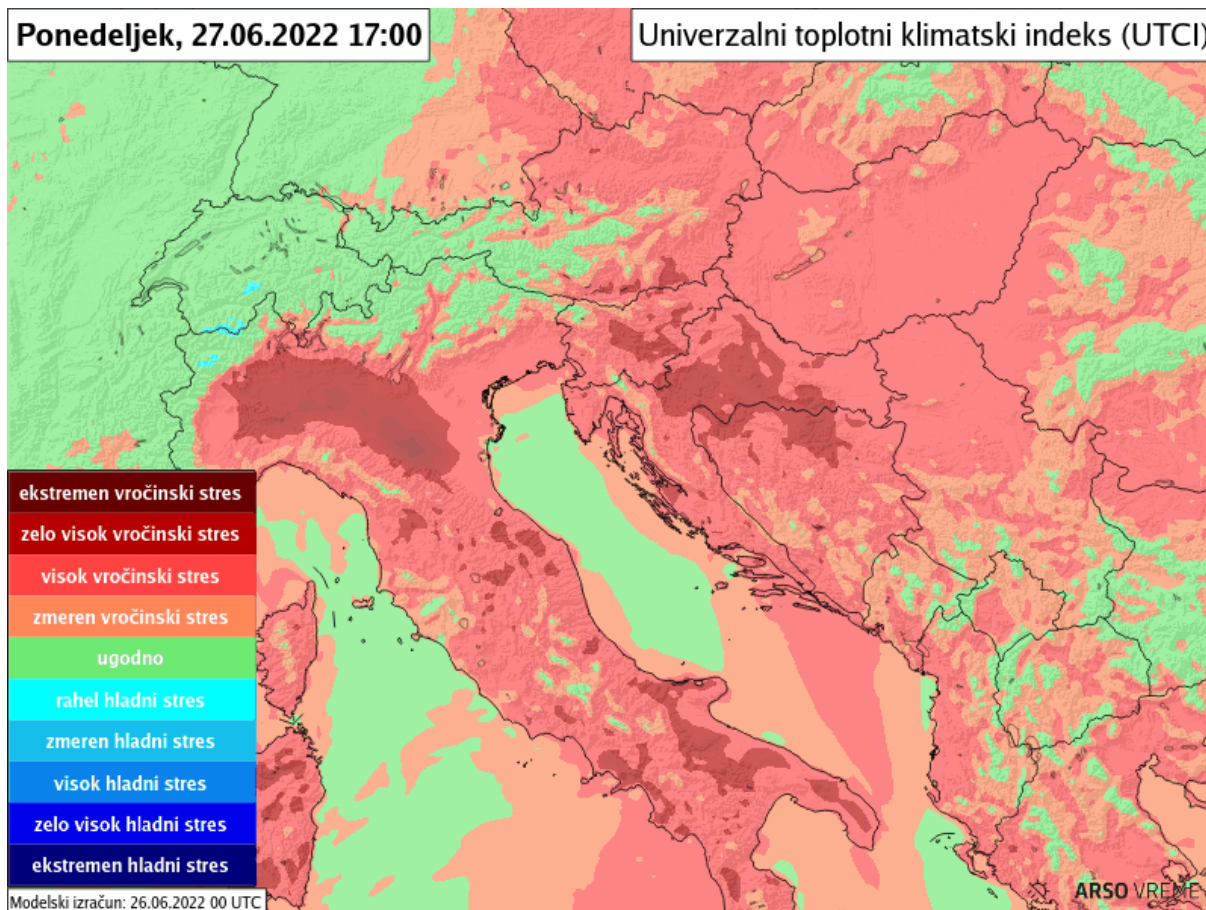 Ponedeljek, 27.06.2022 17:00
Univerzalni toplotni klimatski indeks (UTCI)
ekstremen vročinski stres
zelo visok vročinski stres
visok vročinski stres
zmeren vročinski stres
ugodno
rahel hladni stres
zmeren hladni stres
visok hladni stres
zelo visok hladni stres
ekstremen hladni stres
Modelski izračun: 26.06.2022 00 UTC
ARSO VREME